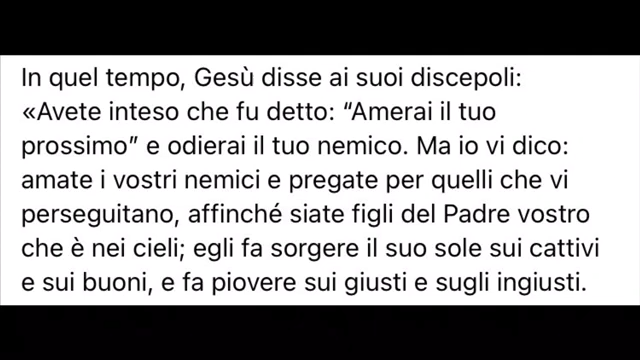 In quel tempo, Gesù disse ai suoi discepoli:
«Avete inteso che fu detto: “Amerai il tuo
prossimo” e odierai il tuo nemico. Ma io vi dico:
amate i vostri nemici e pregate per quelli che vi
perseguitano, affinché siate figli del Padre vostro
che è nei cieli; egli fa sorgere il suo sole sui cattivi
e sui buoni, e fa piovere sui giusti e sugli ingiusti.